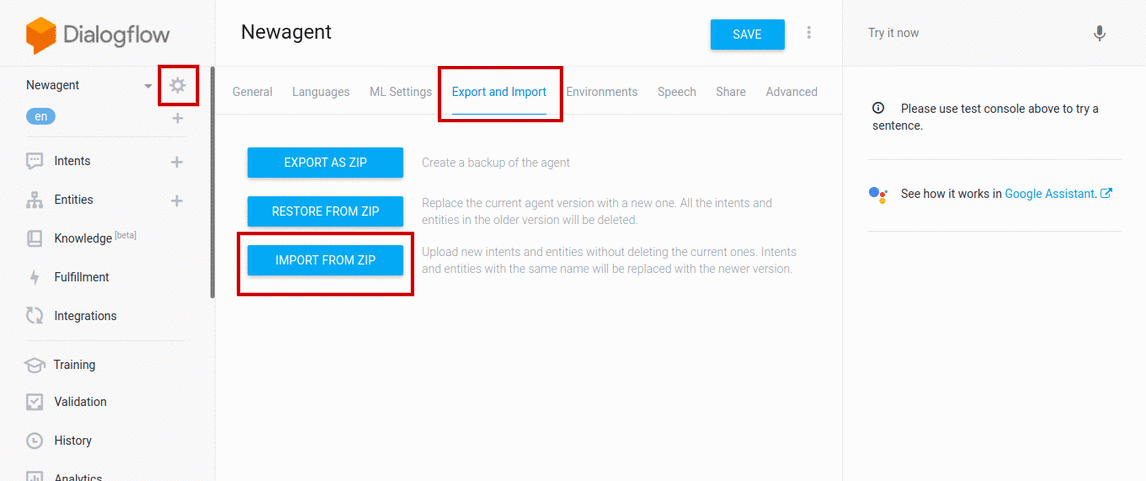 Dialogflow
Newagent
en
Intents
Entities
Knowledge [beta]
Fulfillment
Integrations
Training
Validation
History
Analytics
Newagent
SAVE
General Languages ML Settings Export and Import Environments Speech Share Advanced
EXPORT AS ZIP
Create a backup of the agent
RESTORE FROM ZIP
Replace the current agent version with a new one. All the intents and
entities in the older version will be deleted.
IMPORT FROM ZIP
Upload new intents and entities without deleting the current ones. Intents
and entities with the same name will be replaced with the newer version.
Try it now
Please use test console above to try a
sentence.
See how it works in Google Assistant.